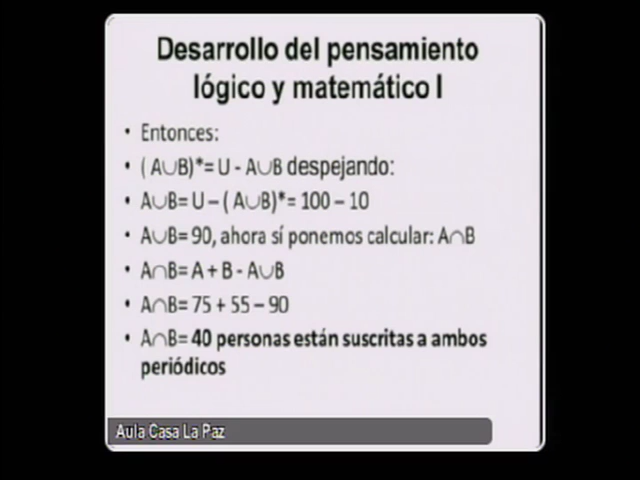 Desarrollo del pensamiento
lógico y matemático I
• Entonces:
• ( A∪B)*= U - A∪B despejando:
• A∪B= U – ( A∪B)*= 100 – 10
• A∪B= 90, ahora sí ponemos calcular: A∩B
• A∩B= A + B - A∪B
• A∩B= 75 + 55 – 90
• A∩B= 40 personas están suscritas a ambos
periódicos
Aula Casa La Paz